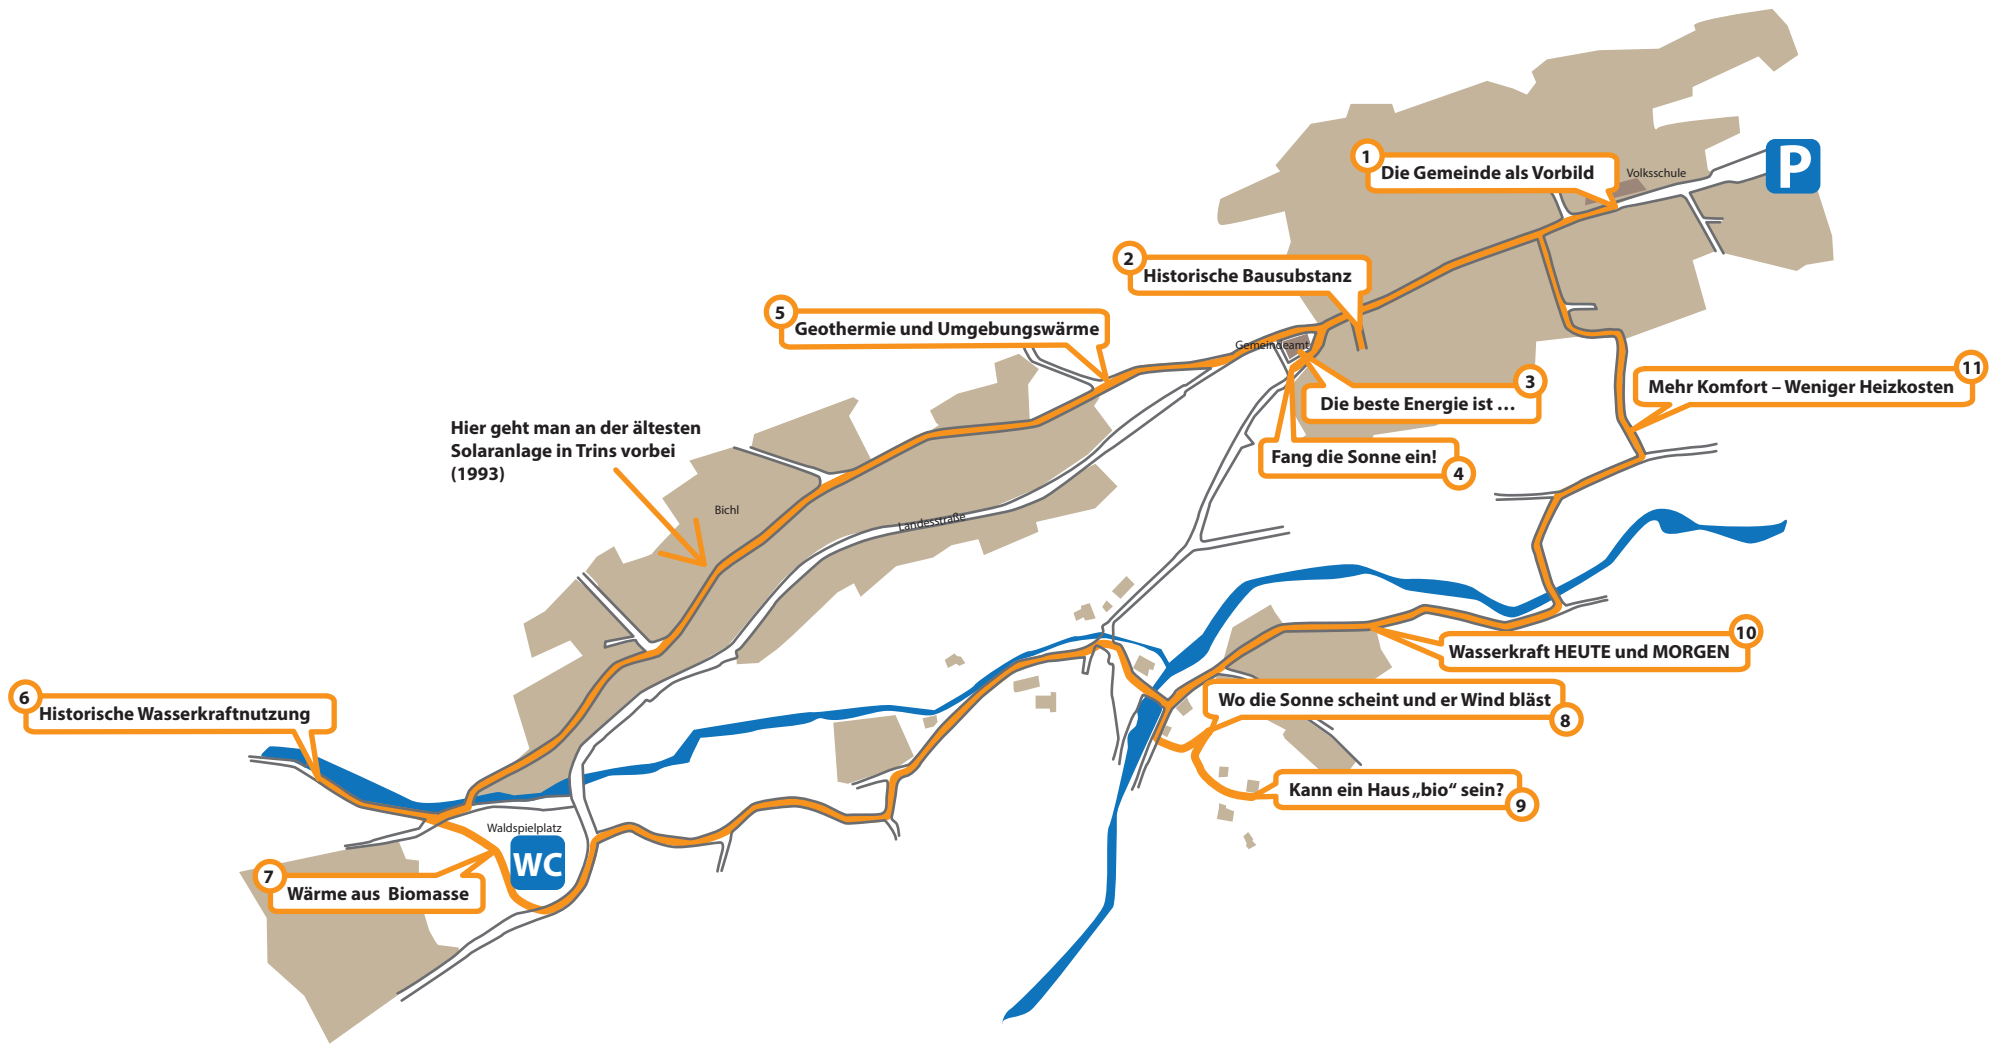 1
Die Gemeinde als Vorbild
Volksschule
P
2
Historische Bausubstanz
5
Geothermie und Umgebungswärme
Gemeindeamt
3
Die beste Energie ist …
11
Mehr Komfort – Weniger Heizkosten
Fang die Sonne ein!
4
Hier geht man an der ältesten
Solaranlage in Trins vorbei
(1993)
Bichl
Landesstraße
10
Wasserkraft HEUTE und MORGEN
6
Historische Wasserkraftnutzung
Wo die Sonne scheint und er Wind bläst
8
Kann ein Haus „bio“ sein?
9
Waldspielplatz
WC
7
Wärme aus Biomasse